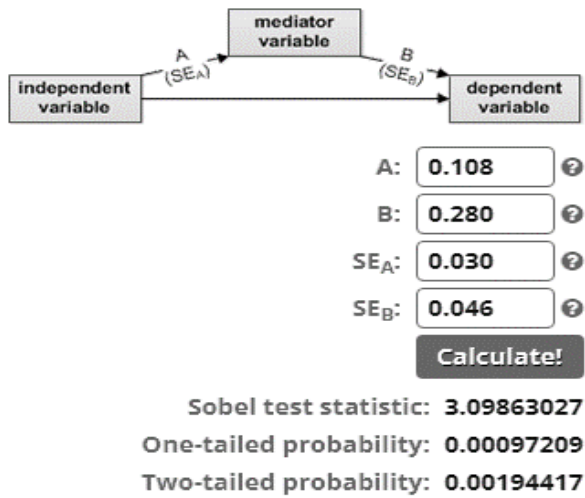 mediator
variable
A
(SEA)
B
(SEB)
independent
variable
dependent
variable
A: 0.108 ?
B: 0.280 ?
SEA: 0.030 ?
SEB: 0.046 ?
Calculate!
Sobel test statistic: 3.09863027
One-tailed probability: 0.00097209
Two-tailed probability: 0.00194417